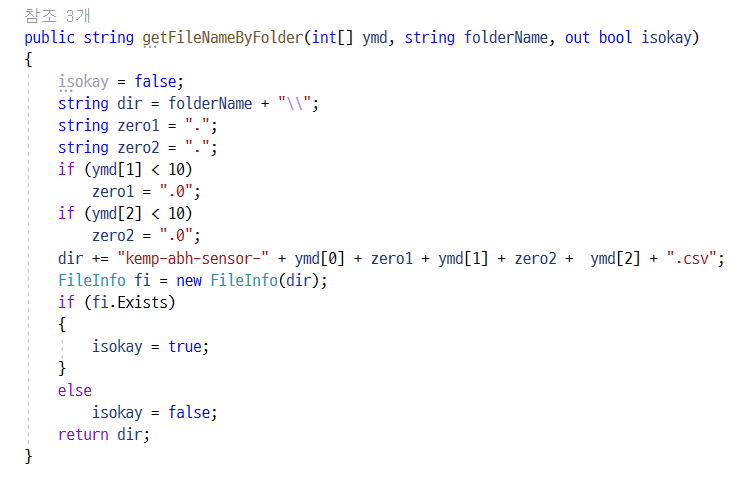 참조 3개
public string getFileNameByFolder(int[] ymd, string folderName, out bool isokay)
{
    isokay = false;
    string dir = folderName + "\\";
    string zero1 = ".";
    string zero2 = ".";
    if (ymd[1] < 10)
        zero1 = ".0";
    if (ymd[2] < 10)
        zero2 = ".0";
    dir += "kemp-abh-sensor-" + ymd[0] + zero1 + ymd[1] + zero2 +  ymd[2] + ".csv";
    FileInfo fi = new FileInfo(dir);
    if (fi.Exists)
    {
        isokay = true;
    }
    else
        isokay = false;
    return dir;
}